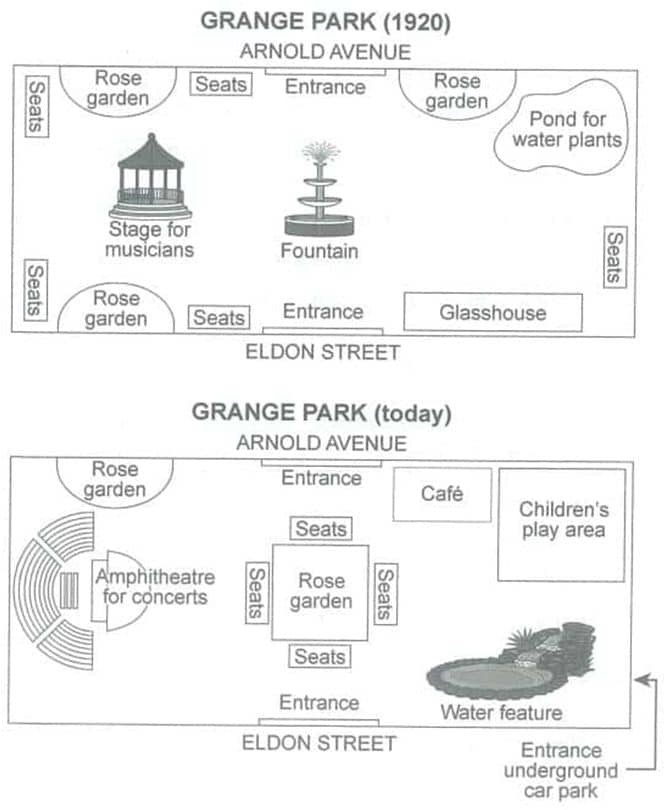 GRANGE PARK (1920)
ARNOLD AVENUE
Rose
garden
Seats
Entrance
Rose
garden
Seats
Pond for
water plants
Stage for
musicians
Fountain
Seats
Seats
Rose
garden
Seats
Entrance
Glasshouse
ELDON STREET
GRANGE PARK (today)
ARNOLD AVENUE
Rose
garden
Entrance
Café
Children's
play area
Seats
Amphitheatre
for concerts
Seats
Rose
garden
Seats
Seats
Entrance
Water feature
ELDON STREET
Entrance
underground
car park